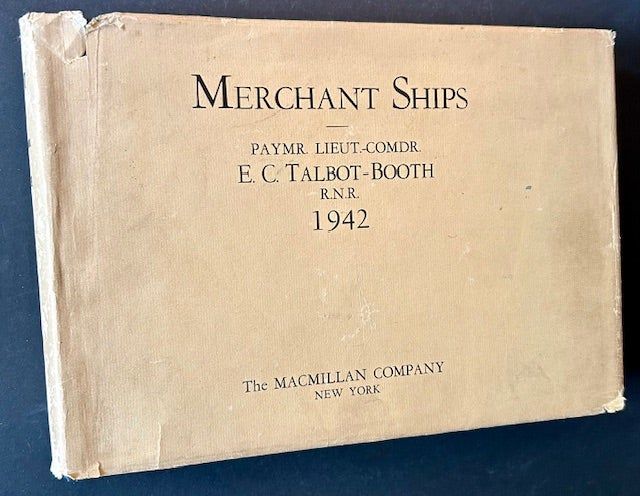 MERCHANT SHIPS
PAYMR. LIEUT.-COMDR.
E. C. TALBOT-BOOTH
R.N.R.
1942
The MACMILLAN COMPANY
NEW YORK